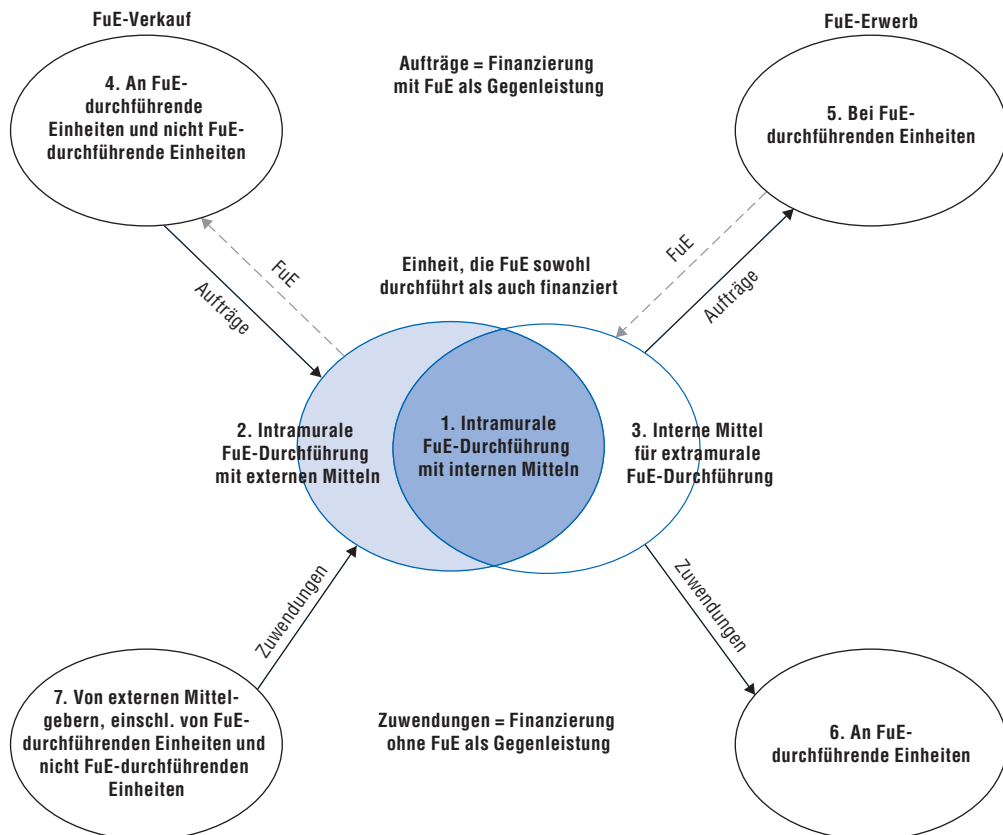 FuE-Verkauf
FuE-Erwerb
4. An FuE-
durchführende
Einheiten und nicht FuE-
durchführende Einheiten
Aufträge = Finanzierung
mit FuE als Gegenleistung
5. Bei FuE-
durchführenden Einheiten
FuE
Aufträge
Einheit, die FuE sowohl
durchführt als auch finanziert
FuE
Aufträge
2. Intramurale
FuE-Durchführung
mit externen Mitteln
1. Intramurale
FuE-Durchführung
mit internen Mitteln
3. Interne Mittel
für extramurale
FuE-Durchführung
Zuwendungen
Zuwendungen
7. Von externen Mittel-
gebern, einschl. von FuE-
durchführenden Einheiten und
nicht FuE-durchführenden
Einheiten
Zuwendungen = Finanzierung
ohne FuE als Gegenleistung
6. An FuE-
durchführende Einheiten